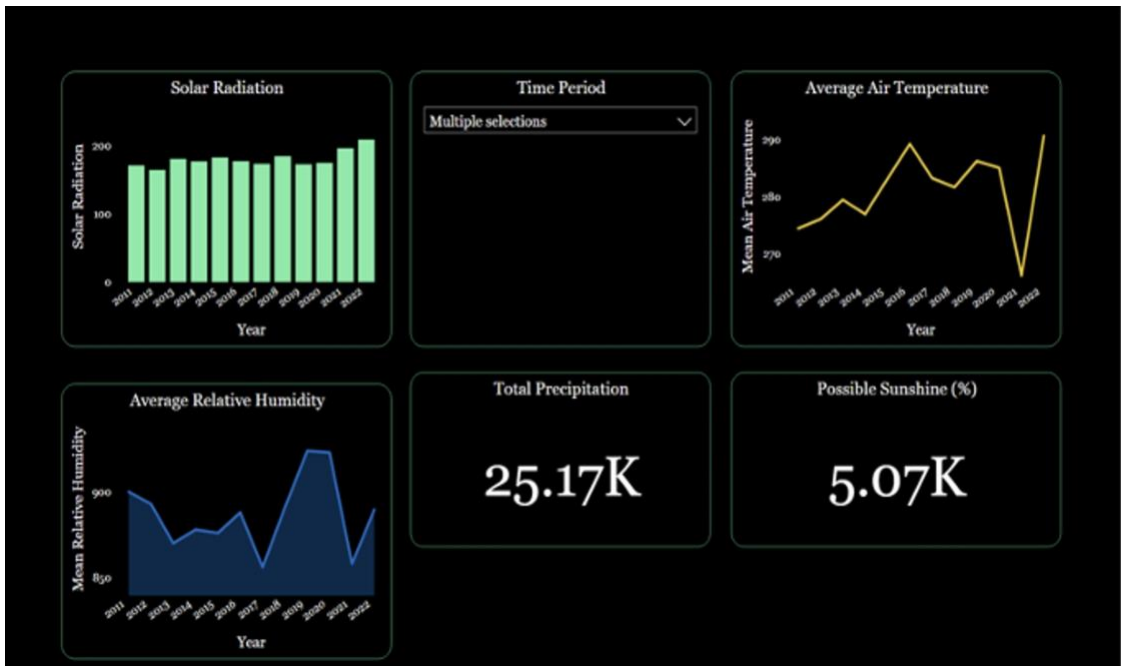 Solar Radiation
Solar Radiation
200
100
0
2011
2012
2013
2014
2015
2016
2017
2018
2019
2020
2021
2022
Year
Time Period
Multiple selections
Average Air Temperature
Mean Air Temperature
290
280
270
2011
2012
2013
2014
2015
2016
2017
2018
2019
2020
2021
2022
Year
Average Relative Humidity
Mean Relative Humidity
900
850
2011
2012
2013
2014
2015
2016
2017
2018
2019
2020
2021
2022
Year
Total Precipitation
25.17K
Possible Sunshine (%)
5.07K